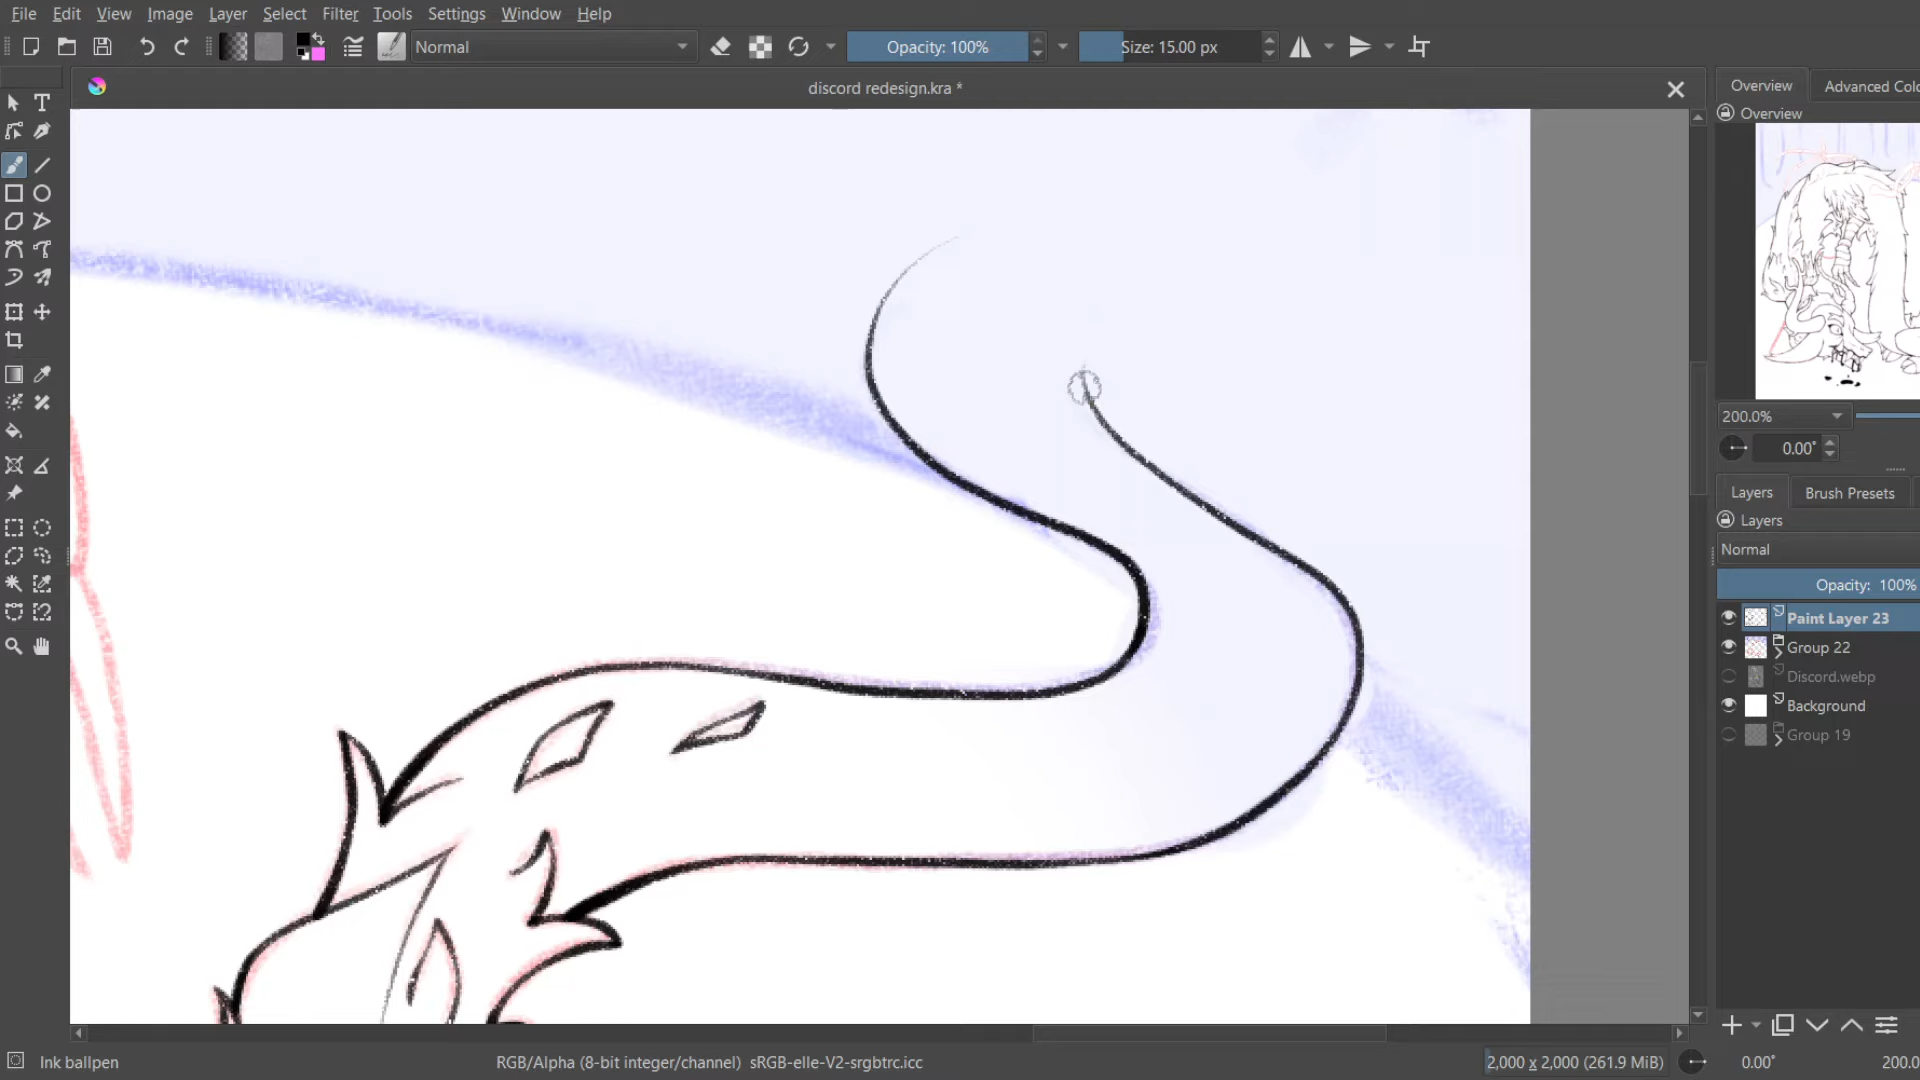 File Edit View Image Layer Select Filter Tools Settings Window Help
Normal Opacity: 100% Size: 15.00 px
discord redesign.kra *
Overview Advanced Colo
Overview
200.0%
0.00°
Layers Brush Presets
Layers
Normal
Opacity: 100%
Paint Layer 23
Group 22
Discord.webp
Background
Group 19
Ink ballpen RGB/Alpha (8-bit integer/channel) sRGB-elle-V2-srgbtrc.icc 2,000 x 2,000 (261.9 MiB) 0.00° 200.0